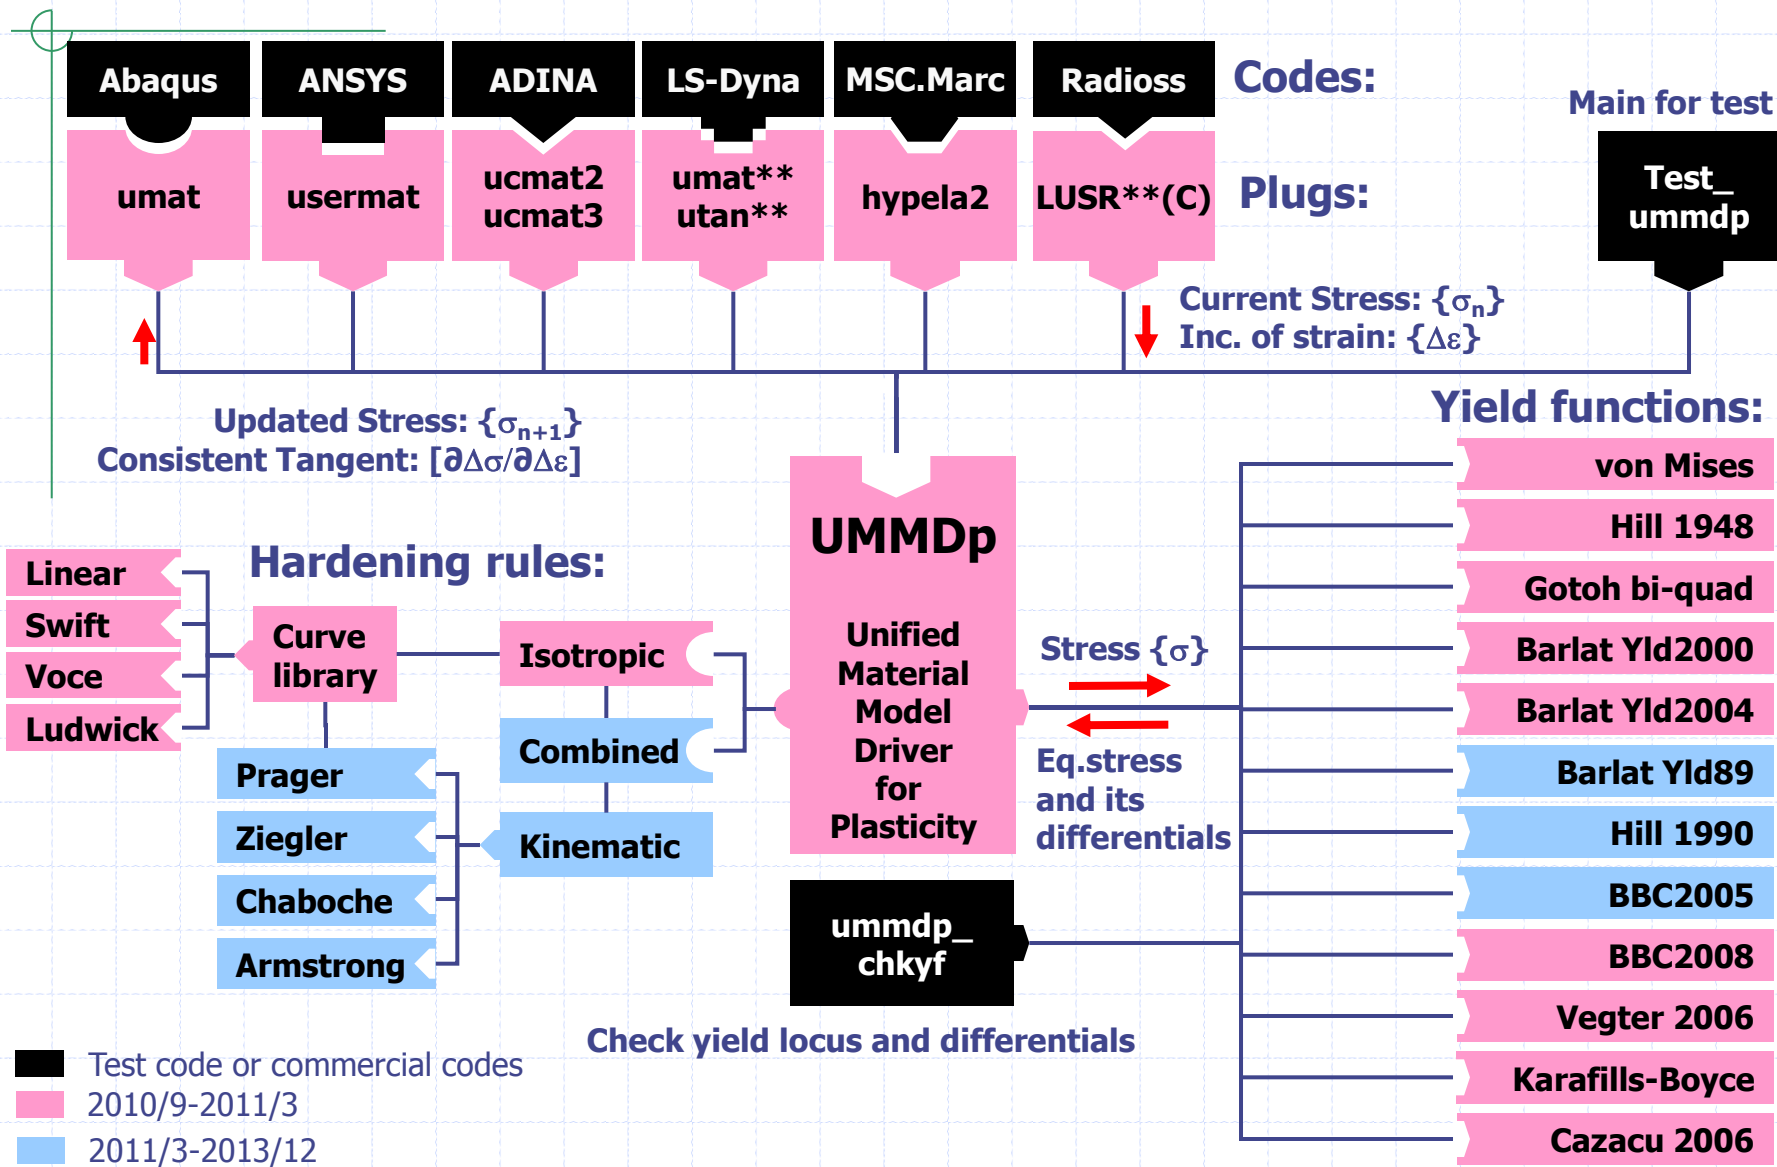 Abaqus
ANSYS
ADINA
LS-Dyna
MSC.Marc
Radioss
Codes:
Main for test
umat
usermat
ucmat2
ucmat3
umat**
utan**
hypela2
LUSR**(C)
Plugs:
Test_
ummdp
Current Stress: {σn}
Inc. of strain: {Δε}
Updated Stress: {σn+1}
Consistent Tangent: [∂Δσ/∂Δε]
Yield functions:
von Mises
Hill 1948
Gotoh bi-quad
Barlat Yld2000
Barlat Yld2004
Barlat Yld89
Hill 1990
BBC2005
BBC2008
Vegter 2006
Karafills-Boyce
Cazacu 2006
UMMDp
Unified
Material
Model
Driver
for
Plasticity
Stress {σ}
Eq.stress
and its
differentials
Hardening rules:
Linear
Swift
Voce
Ludwick
Curve
library
Isotropic
Combined
Kinematic
Prager
Ziegler
Chaboche
Armstrong
ummdp_
chkyf
Check yield locus and differentials
Test code or commercial codes
2010/9-2011/3
2011/3-2013/12